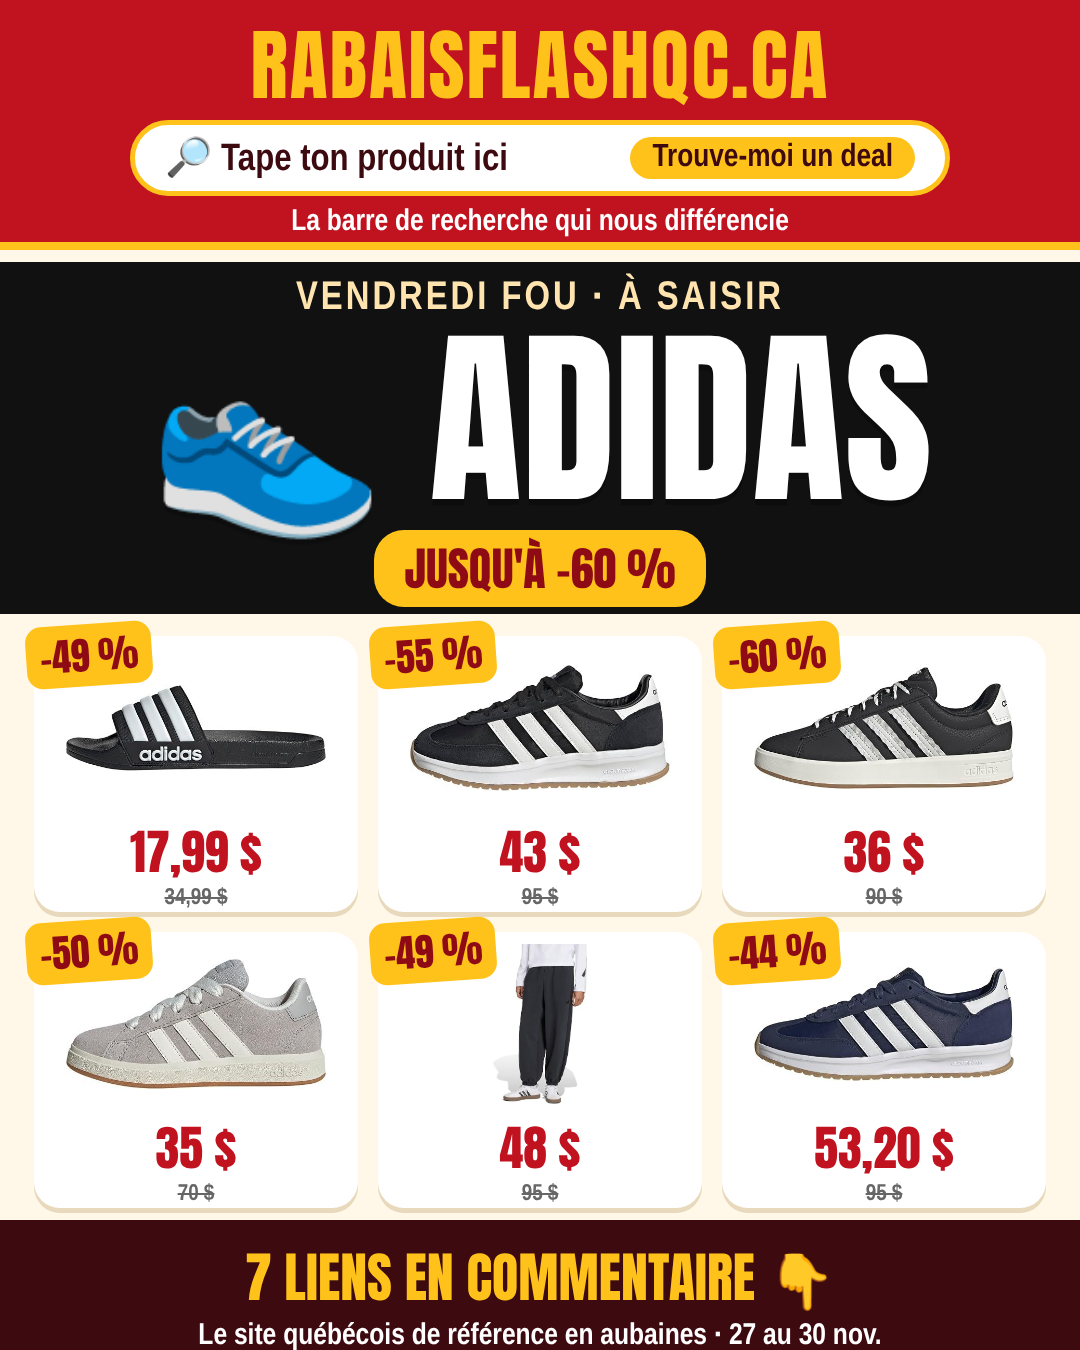 RABAISFLASHQC.CA
Tape ton produit ici
Trouve-moi un deal
La barre de recherche qui nous différencie
VENDREDI FOU · À SAISIR
ADIDAS
JUSQU'À -60 %
-49 %
-55 %
-60 %
adidas
17,99 $
43 $
36 $
34,99 $
95 $
90 $
-50 %
-49 %
-44 %
35 $
48 $
53,20 $
70 $
95 $
95 $
7 LIENS EN COMMENTAIRE
Le site québécois de référence en aubaines · 27 au 30 nov.